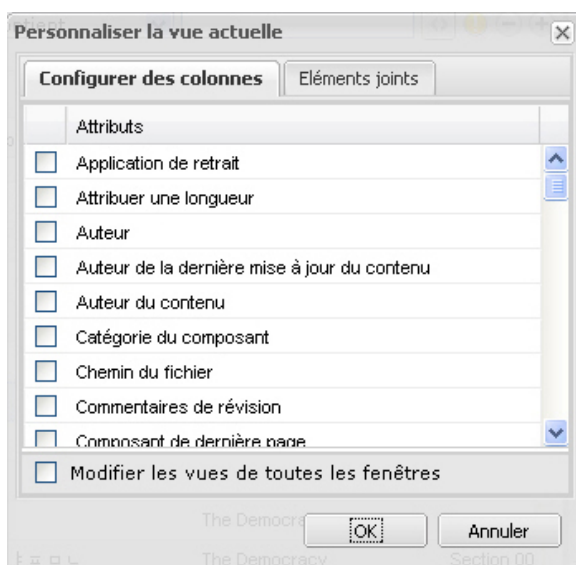 Personnaliser la vue actuelle
Configurer des colonnes
Eléments joints
Attributs
Application de retrait
Attribuer une longueur
Auteur
Auteur de la dernière mise à jour du contenu
Auteur du contenu
Catégorie du composant
Chemin du fichier
Commentaires de révision
Composant de dernière page
Modifier les vues de toutes les fenêtres
The Democra
OK
Annuler
The Democracy
Section 00